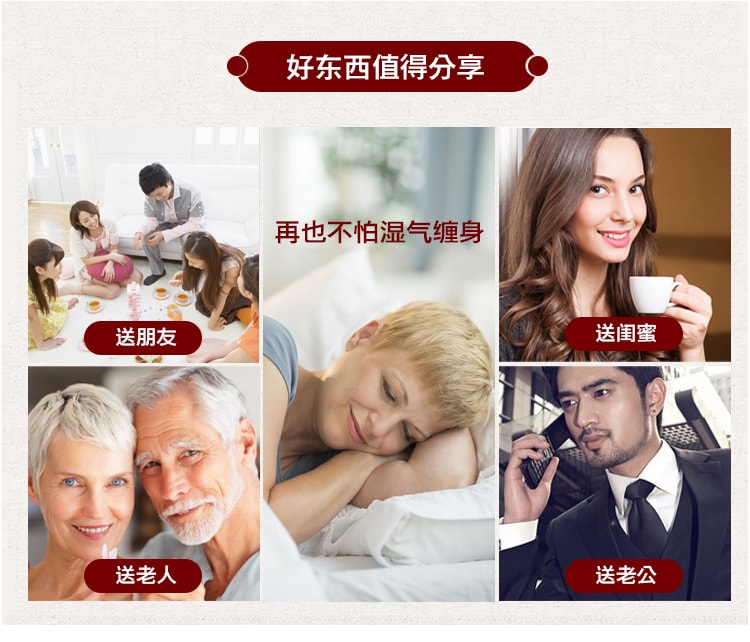 好东西值得分享
再也不怕湿气缠身
送朋友
送闺蜜
送老人
送老公